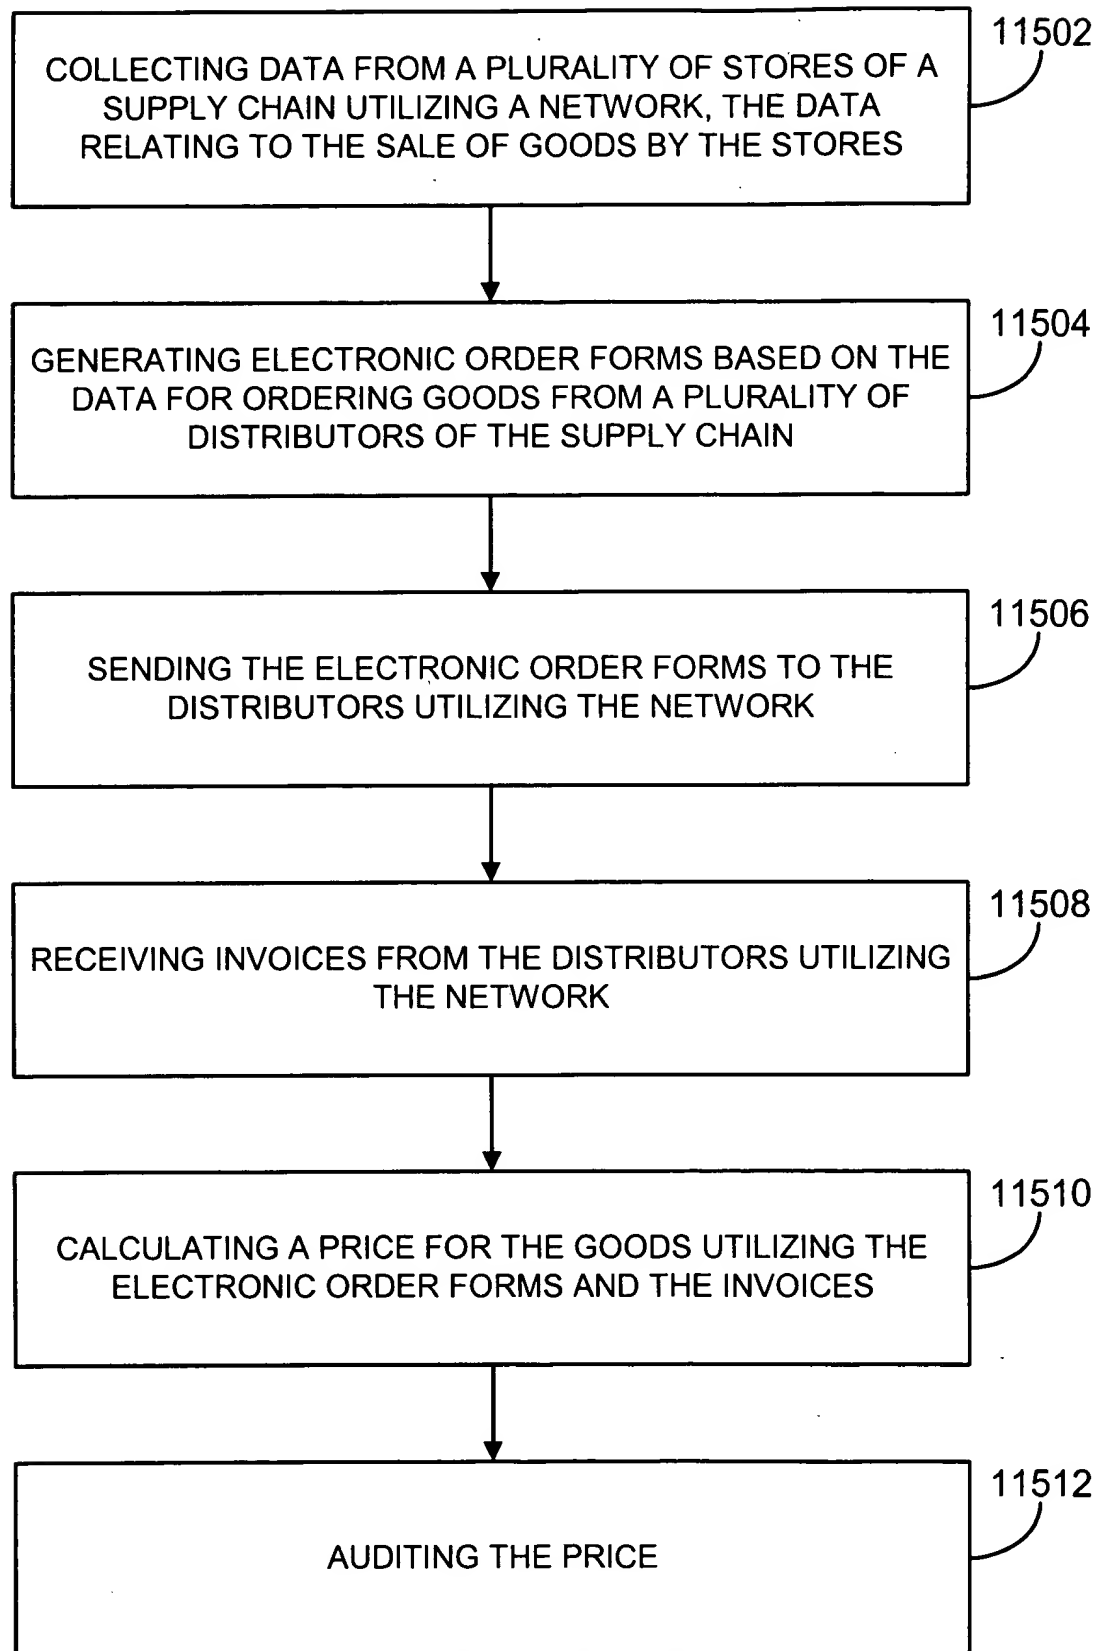 11502
COLLECTING DATA FROM A PLURALITY OF STORES OF A
SUPPLY CHAIN UTILIZING A NETWORK, THE DATA
RELATING TO THE SALE OF GOODS BY THE STORES
11504
GENERATING ELECTRONIC ORDER FORMS BASED ON THE
DATA FOR ORDERING GOODS FROM A PLURALITY OF
DISTRIBUTORS OF THE SUPPLY CHAIN
11506
SENDING THE ELECTRONIC ORDER FORMS TO THE
DISTRIBUTORS UTILIZING THE NETWORK
11508
RECEIVING INVOICES FROM THE DISTRIBUTORS UTILIZING
THE NETWORK
11510
CALCULATING A PRICE FOR THE GOODS UTILIZING THE
ELECTRONIC ORDER FORMS AND THE INVOICES
11512
AUDITING THE PRICE